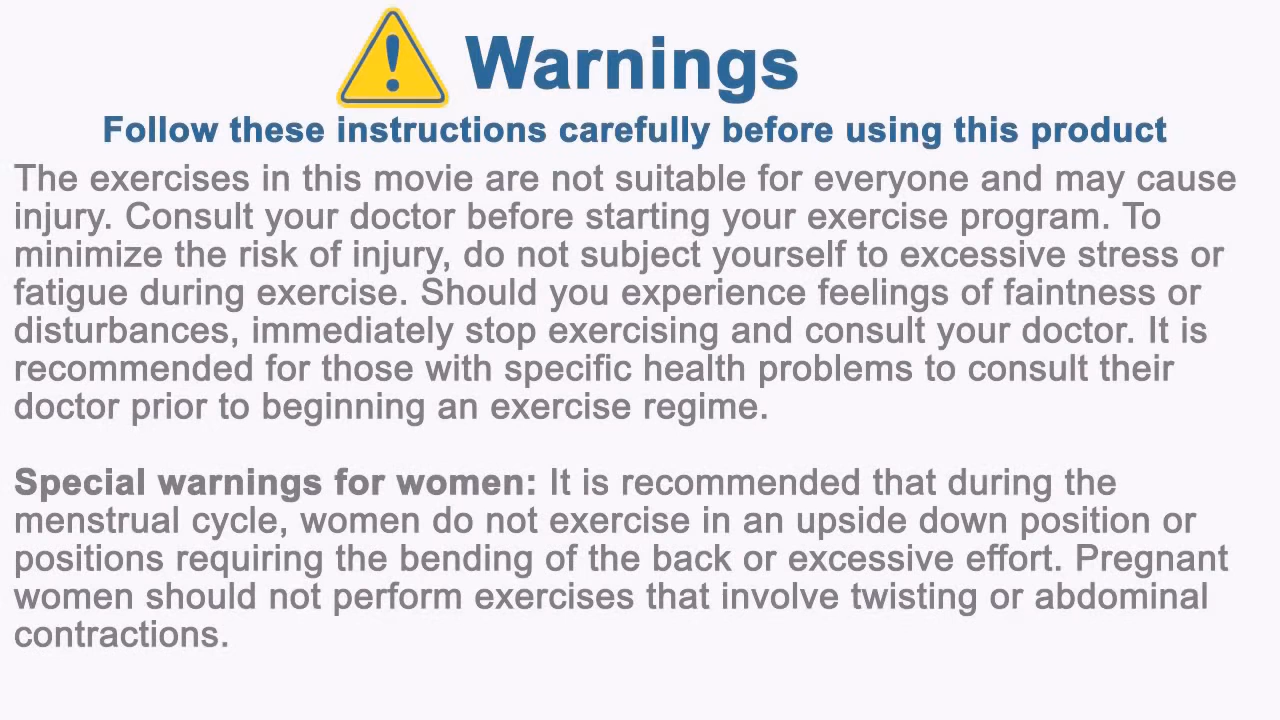 Warnings
Follow these instructions carefully before using this product
The exercises in this movie are not suitable for everyone and may cause
injury. Consult your doctor before starting your exercise program. To
minimize the risk of injury, do not subject yourself to excessive stress or
fatigue during exercise. Should you experience feelings of faintness or
disturbances, immediately stop exercising and consult your doctor. It is
recommended for those with specific health problems to consult their
doctor prior to beginning an exercise regime.
Special warnings for women: It is recommended that during the
menstrual cycle, women do not exercise in an upside down position or
positions requiring the bending of the back or excessive effort. Pregnant
women should not perform exercises that involve twisting or abdominal
contractions.